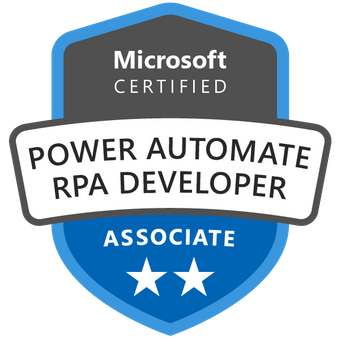 Microsoft
CERTIFIED
POWER AUTOMATE
RPA DEVELOPER
ASSOCIATE